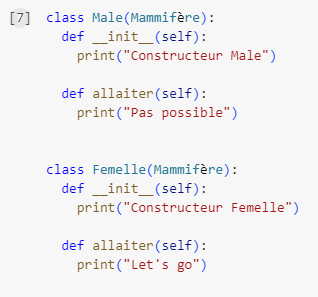 [7] class Male(Mammifère):
def __init__(self):
print("Constructeur Male")
def allaiter(self):
print("Pas possible")
class Femelle(Mammifère):
def __init__(self):
print("Constructeur Femelle")
def allaiter(self):
print("Let's go")